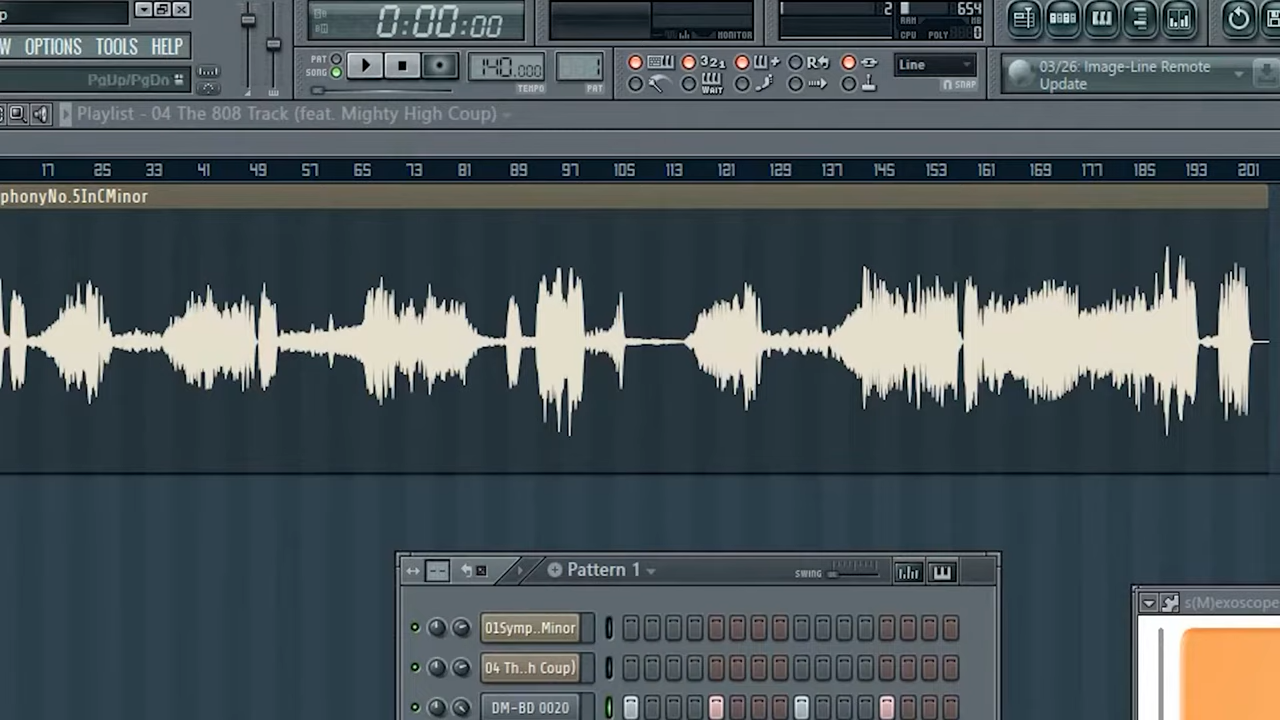 p
0:00:00
2
654
RAM
MB
CPU
POLY
0
MONITOR
W OPTIONS TOOLS HELP
PAT
SONG
140.000
TEMPO
1
PAT
321
WAIT
R
Line
SNAP
03/26: Image-Line Remote
Update
PgUp/PgDn
Playlist - 04 The 808 Track (feat. Mighty High Coup)
17 25 33 41 49 57 65 73 81 89 97 105 113 121 129 137 145 153 161 169 177 185 193 201
phonyNo.5InCMinor
Pattern 1
SWING
01Symp..Minor
04 Th..h Coup)
DM-BD 0020
s(M)exoscope